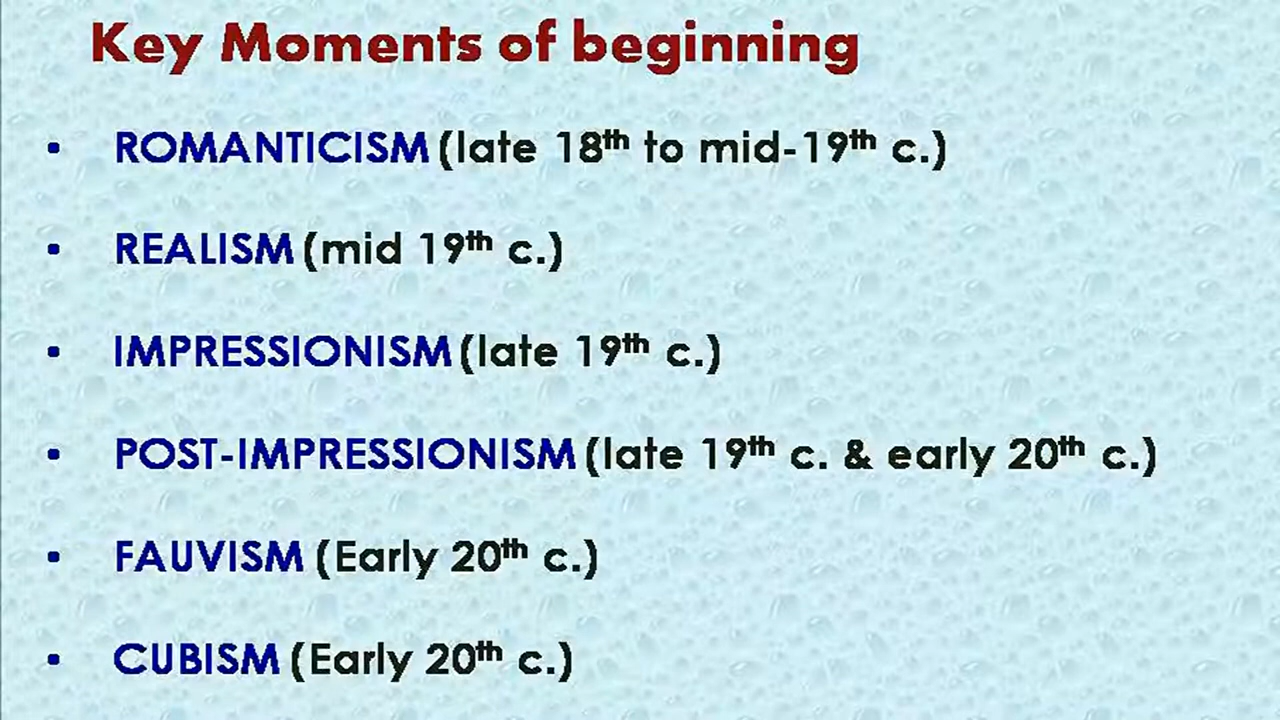 Key Moments of beginning
• ROMANTICISM (late 18th to mid-19th c.)
• REALISM (mid 19th c.)
• IMPRESSIONISM (late 19th c.)
• POST-IMPRESSIONISM (late 19th c. & early 20th c.)
• FAUVISM (Early 20th c.)
• CUBISM (Early 20th c.)